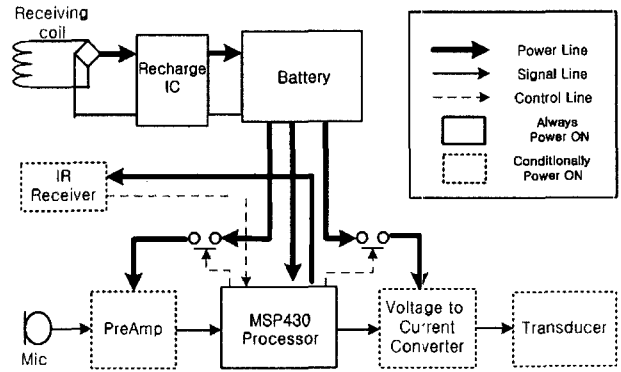 Receiving
coil
Recharge
IC
Battery
Power Line
Signal Line
Control Line
Always
Power ON
Conditionally
Power ON
IR
Receiver
Mic
PreAmp
MSP430
Processor
Voltage to
Current
Converter
Transducer